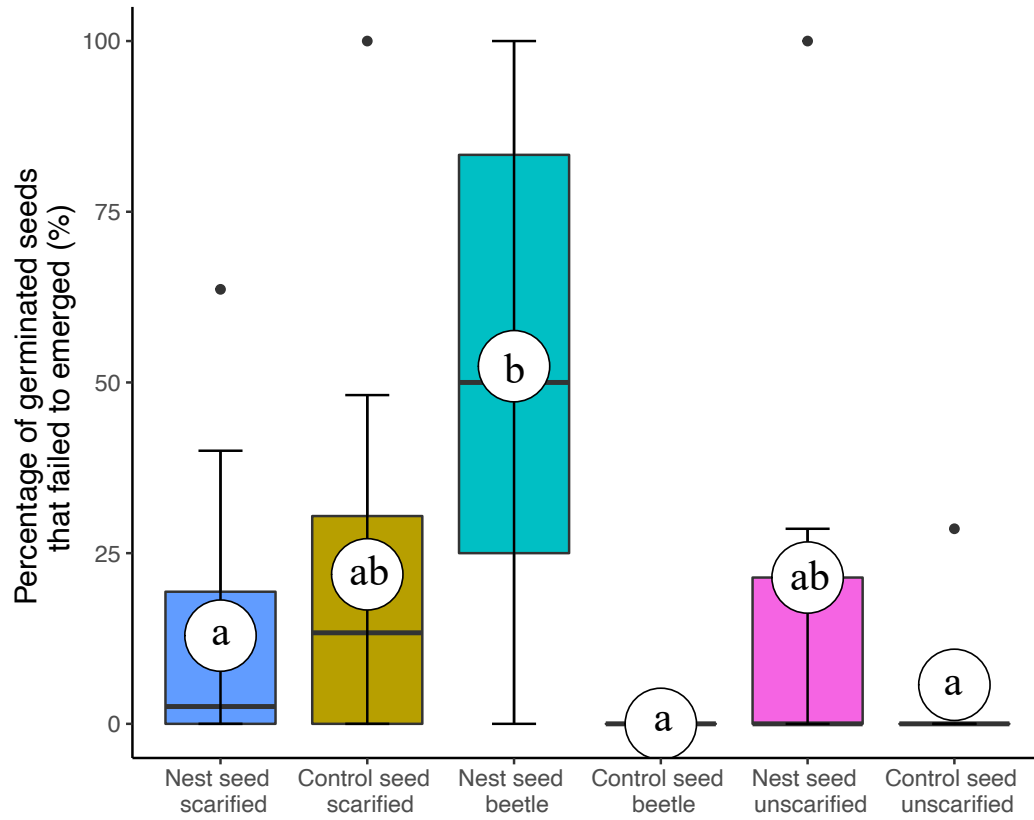 Percentage of germinated seeds
that failed to emerged (%)
100
75
50
25
0
a
ab
b
a
ab
a
Nest seed
scarified
Control seed
scarified
Nest seed
beetle
Control seed
beetle
Nest seed
unscarified
Control seed
unscarified